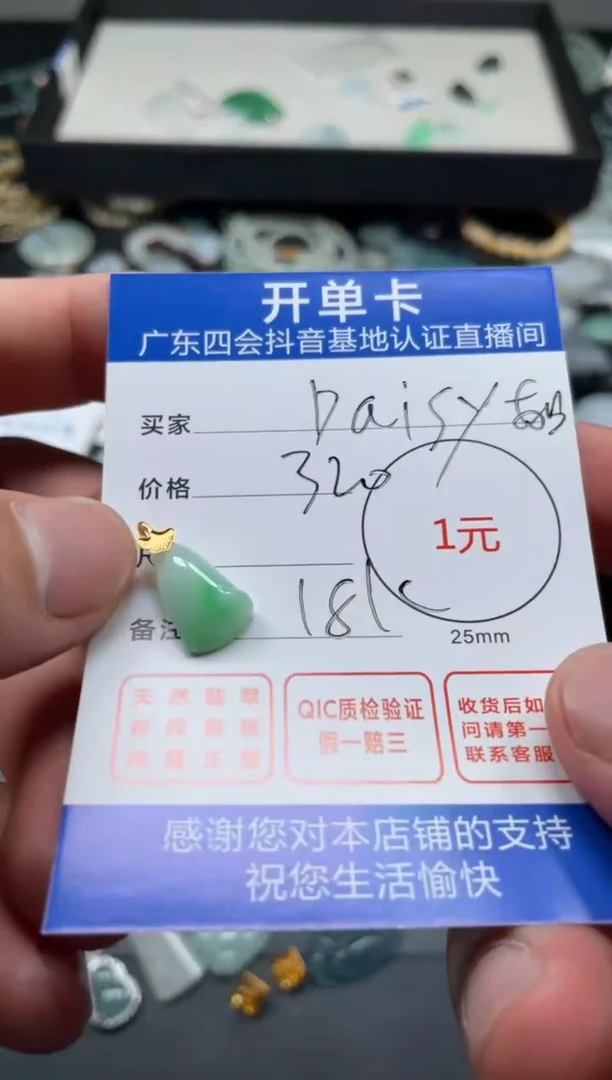 开单卡
广东四会抖音基地认证直播间
买家 Daisy
价格 320
1元
备注 18k
25mm
天然翡翠
QIC质检验证
假一赔三
收货后如
问请第一
联系客服
感谢您对本店铺的支持
祝您生活愉快